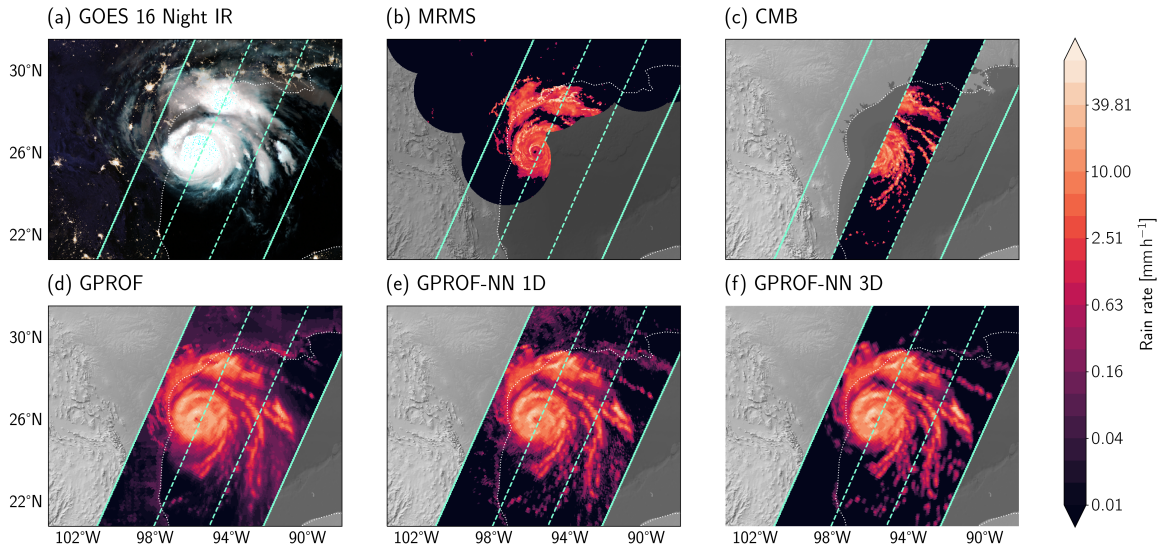 (a) GOES 16 Night IR
(b) MRMS
(c) CMB
30°N
26°N
22°N
(d) GPROF
(e) GPROF-NN 1D
(f) GPROF-NN 3D
30°N
26°N
22°N
102°W 98°W 94°W 90°W
102°W 98°W 94°W 90°W
102°W 98°W 94°W 90°W
39.81
10.00
2.51
0.63
0.16
0.04
0.01
Rain rate [mm h⁻¹]